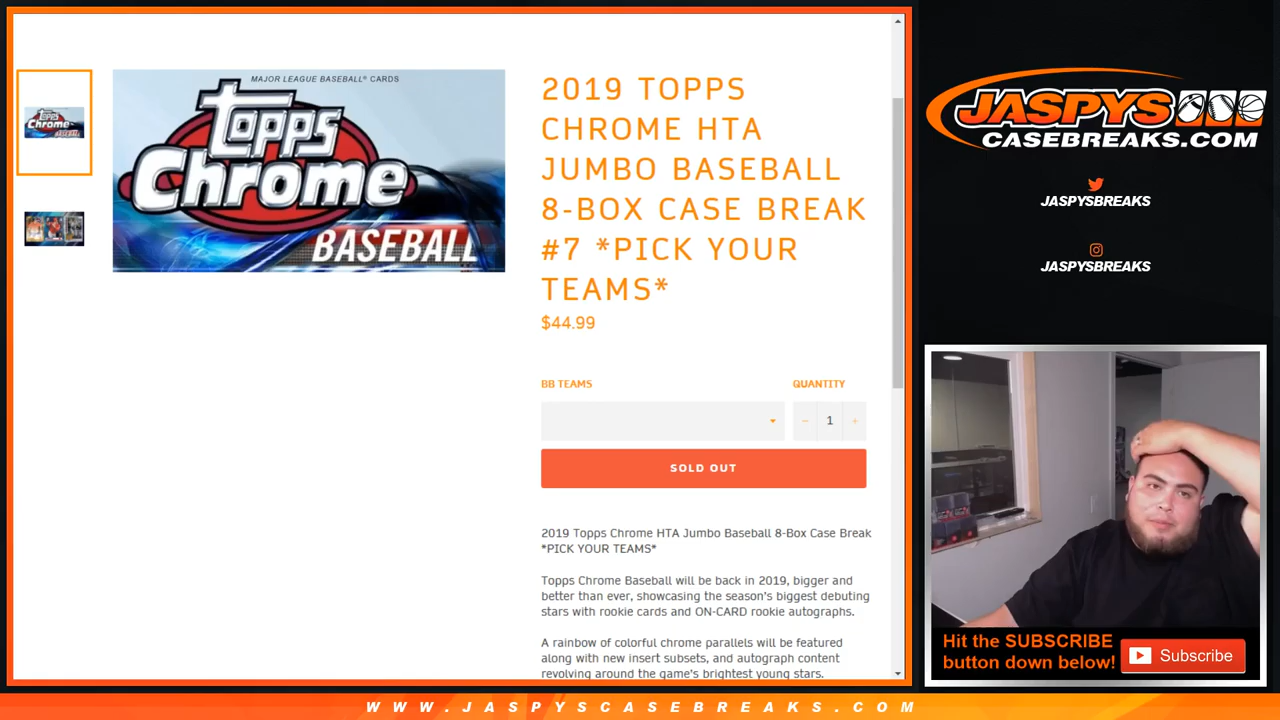 MAJOR LEAGUE BASEBALL® CARDS
topps
Chrome
BASEBALL
2019 TOPPS
CHROME HTA
JUMBO BASEBALL
8-BOX CASE BREAK
#7 *PICK YOUR
TEAMS*
$44.99
BB TEAMS
QUANTITY
− 1 +
SOLD OUT
2019 Topps Chrome HTA Jumbo Baseball 8-Box Case Break
*PICK YOUR TEAMS*
Topps Chrome Baseball will be back in 2019, bigger and
better than ever, showcasing the season's biggest debuting
stars with rookie cards and ON-CARD rookie autographs.
A rainbow of colorful chrome parallels will be featured
along with new insert subsets, and autograph content
revolving around the game's brightest young stars.
JASPYS
CASEBREAKS.COM
JASPYSBREAKS
JASPYSBREAKS
Hit the SUBSCRIBE
button down below!
Subscribe
WWW.JASPYSCASEBREAKS.COM